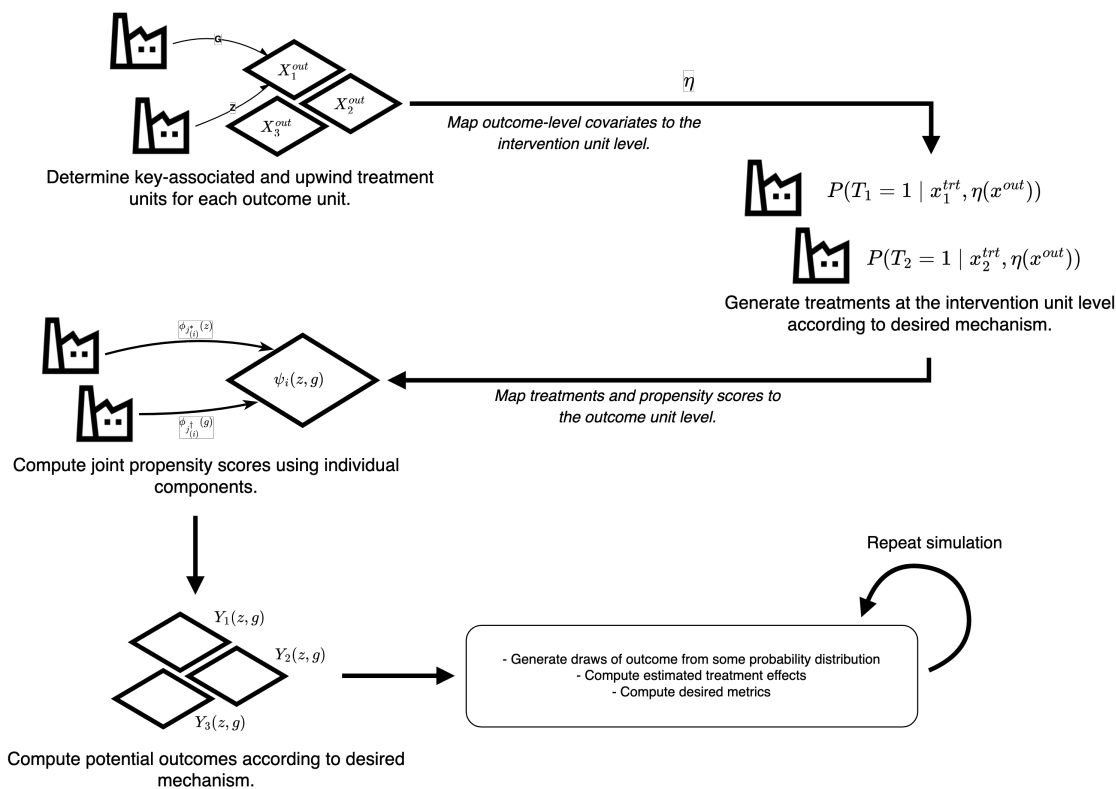 G
Z
X_1^{out}
X_2^{out}
X_3^{out}
Determine key-associated and upwind treatment
units for each outcome unit.
η
Map outcome-level covariates to the
intervention unit level.
P(T_1 = 1 | x_1^{trt}, η(x^{out}))
P(T_2 = 1 | x_2^{trt}, η(x^{out}))
Generate treatments at the intervention unit level
according to desired mechanism.
Map treatments and propensity scores to
the outcome unit level.
ϕ_{j^*_{(i)}}(z)
ψ_i(z, g)
ϕ_{j^†_{(i)}}(g)
Compute joint propensity scores using individual
components.
Y_1(z, g)
Y_2(z, g)
Y_3(z, g)
Compute potential outcomes according to desired
mechanism.
Repeat simulation
- Generate draws of outcome from some probability distribution
- Compute estimated treatment effects
- Compute desired metrics